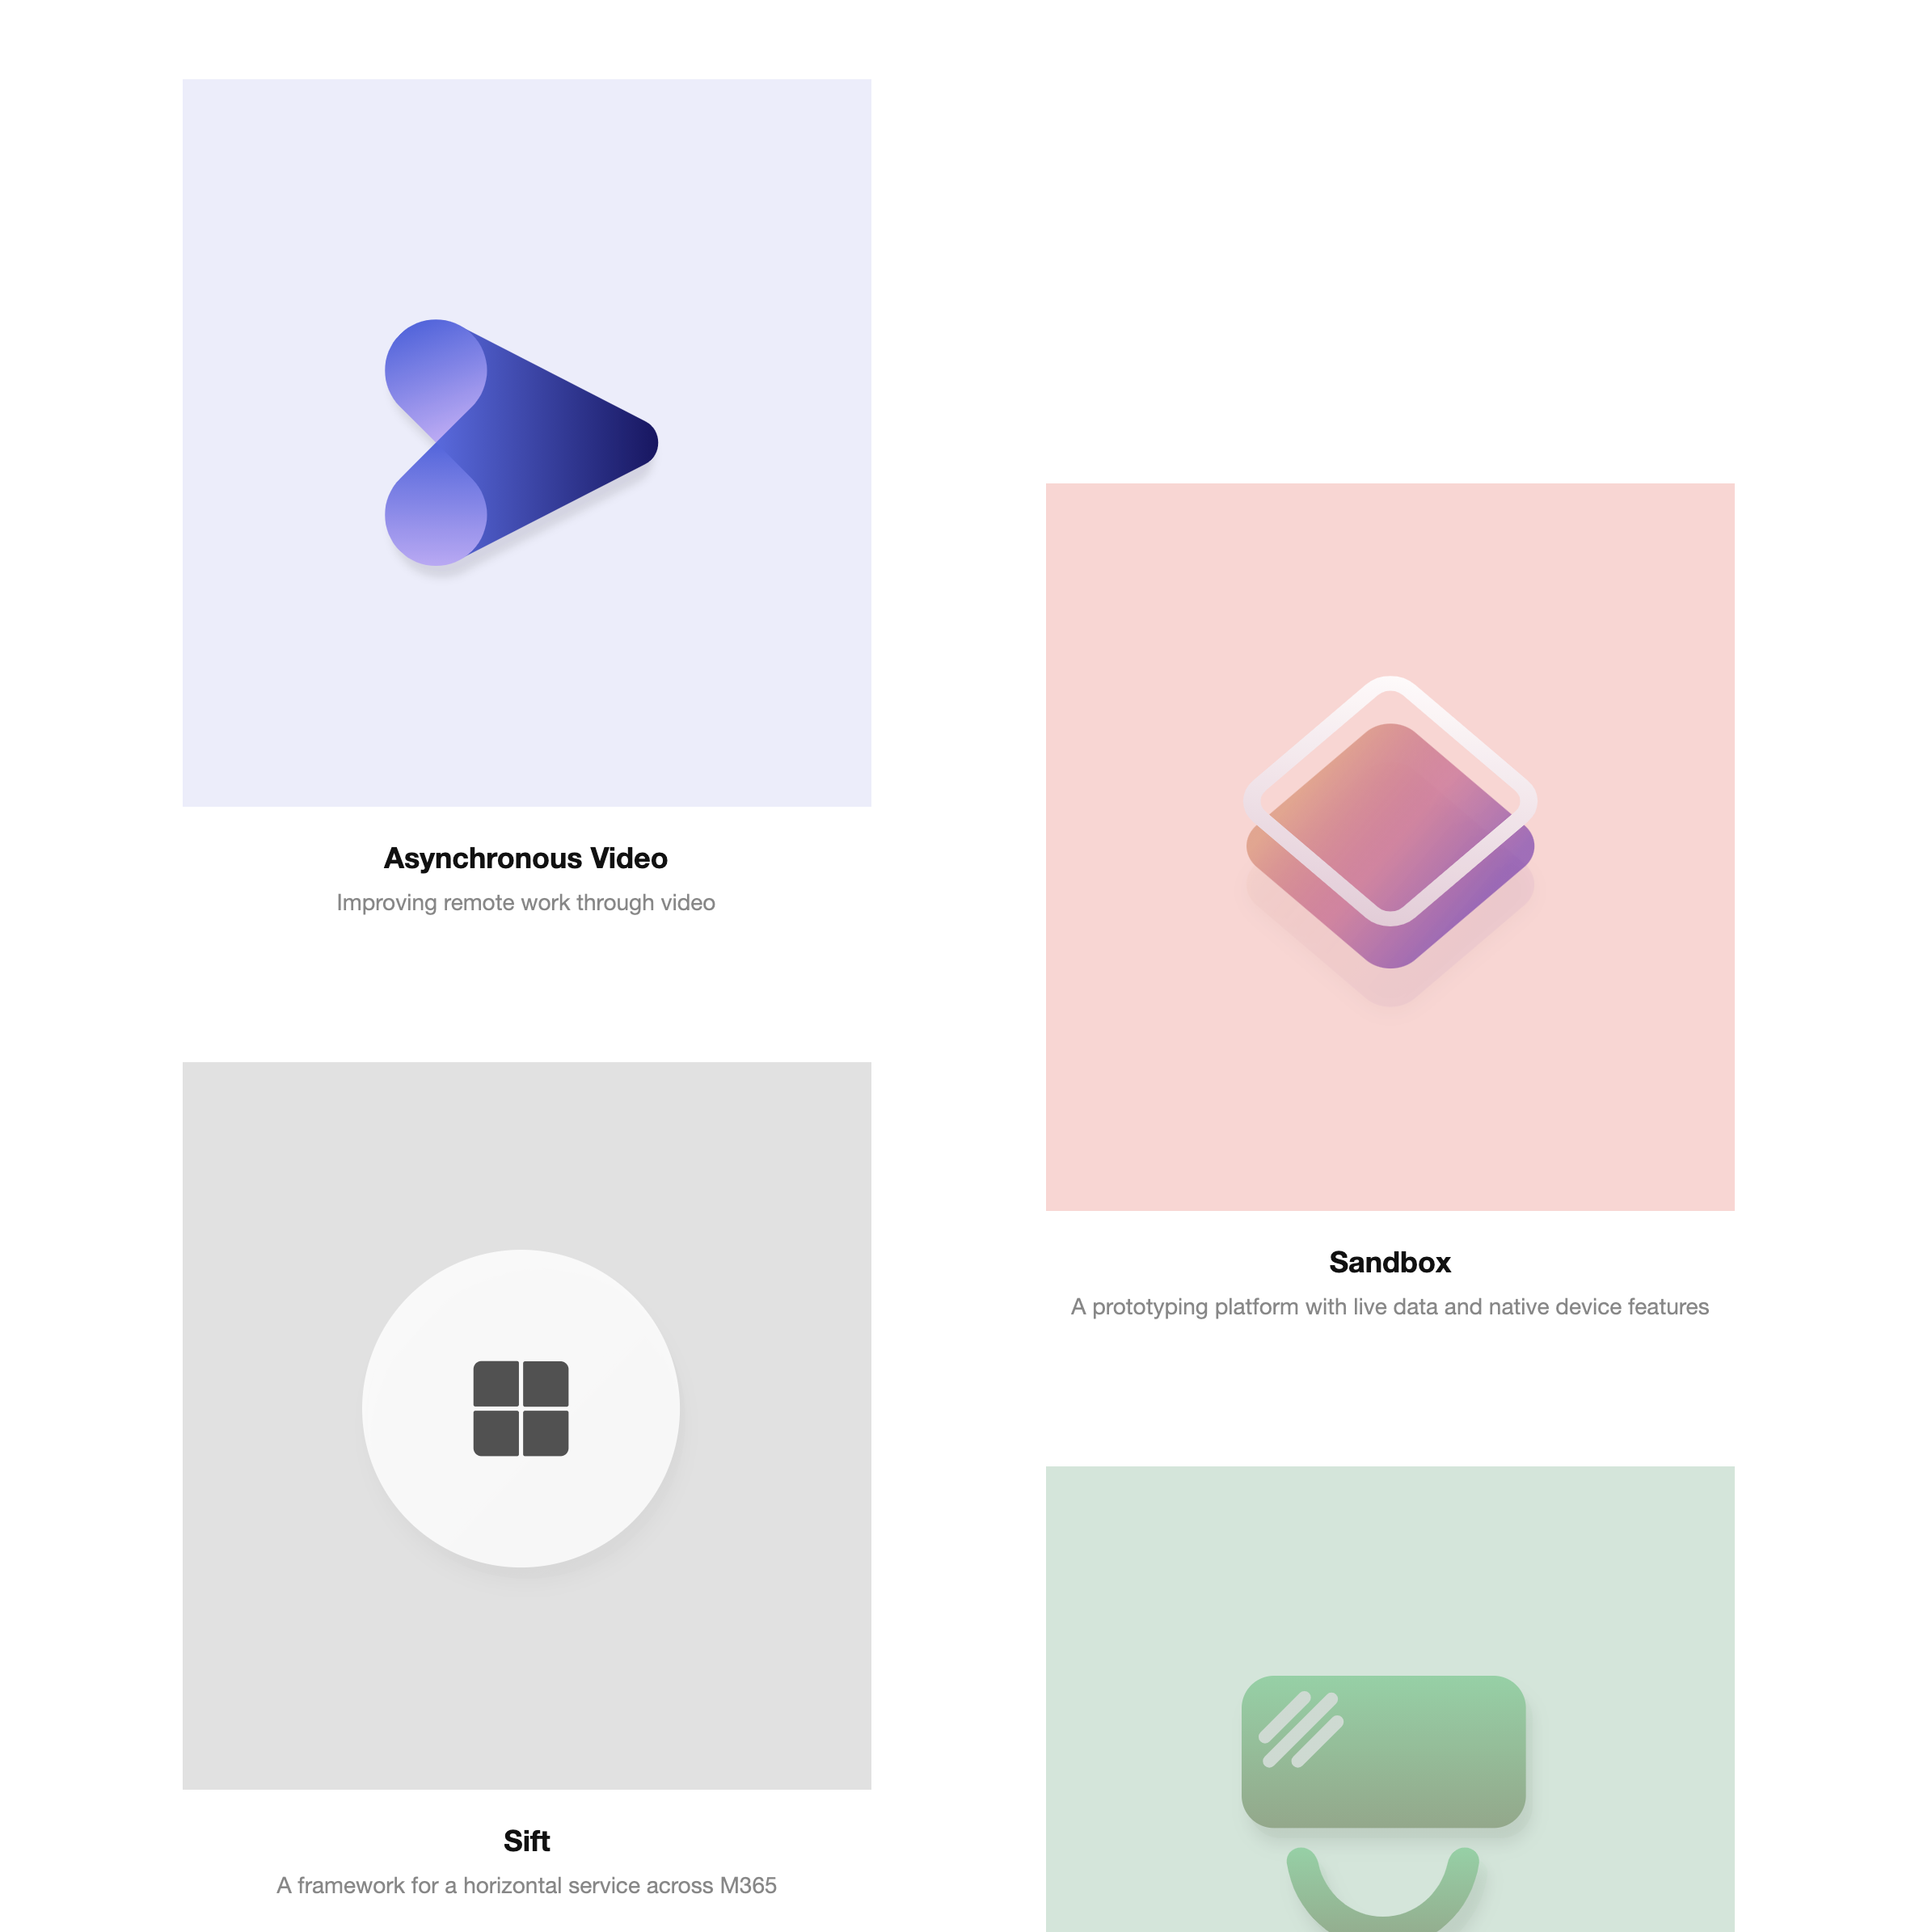 Asynchronous Video
Improving remote work through video
Sandbox
A prototyping platform with live data and native device features
Sift
A framework for a horizontal service across M365